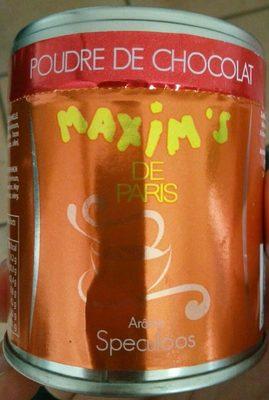 POUDRE DE CHOCOLAT
MAXiM'S
DE
PARIS
Arôme
Speculoos